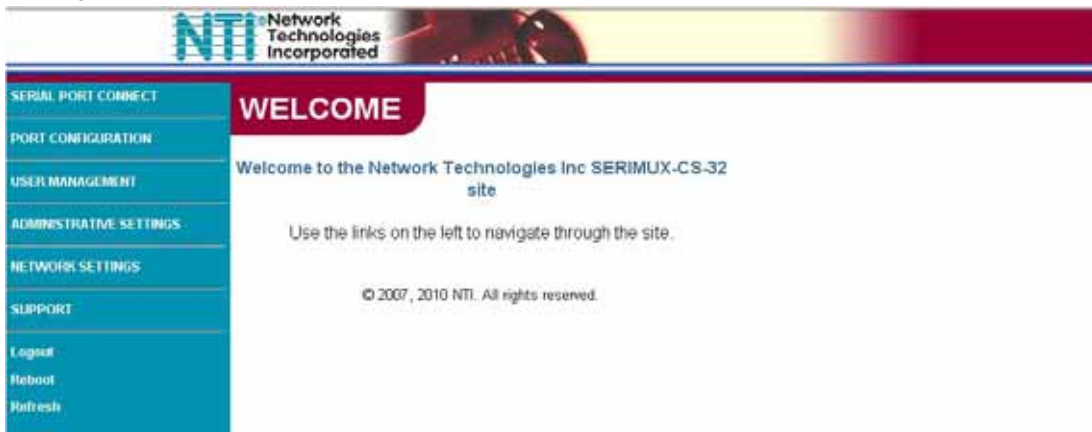 NTI® Network
Technologies
Incorporated
SERIAL PORT CONNECT
PORT CONFIGURATION
USER MANAGEMENT
ADMINISTRATIVE SETTINGS
NETWORK SETTINGS
SUPPORT
Logout
Reboot
Refresh
WELCOME
Welcome to the Network Technologies Inc SERIMUX-CS-32
site
Use the links on the left to navigate through the site.
© 2007, 2010 NTI. All rights reserved.